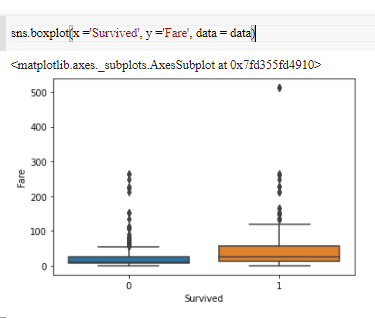 sns.boxplot(x ='Survived', y ='Fare', data = data)
<matplotlib.axes._subplots.AxesSubplot at 0x7fd355fd4910>
500
400
300
200
100
0
Fare
0
1
Survived